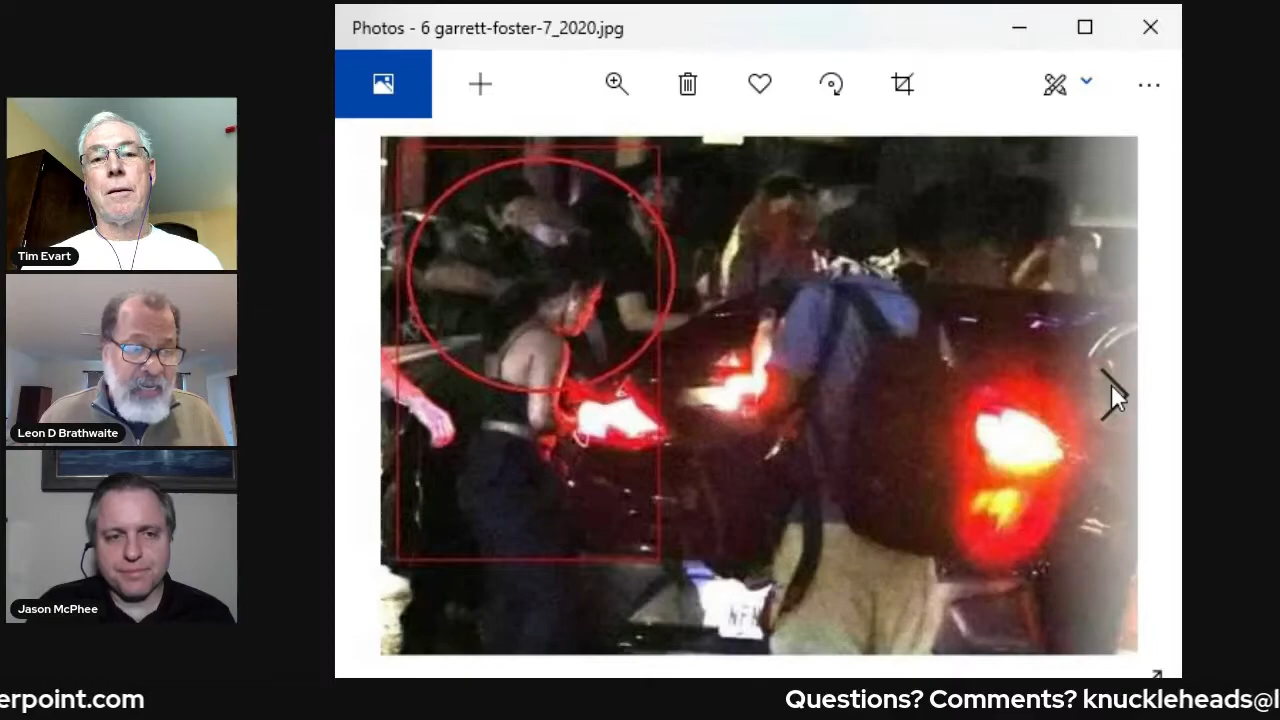 Photos - 6 garrett-foster-7_2020.jpg
Tim Evart
Leon D Brathwaite
Jason McPhee
erpoint.com
Questions? Comments? knuckleheads@l